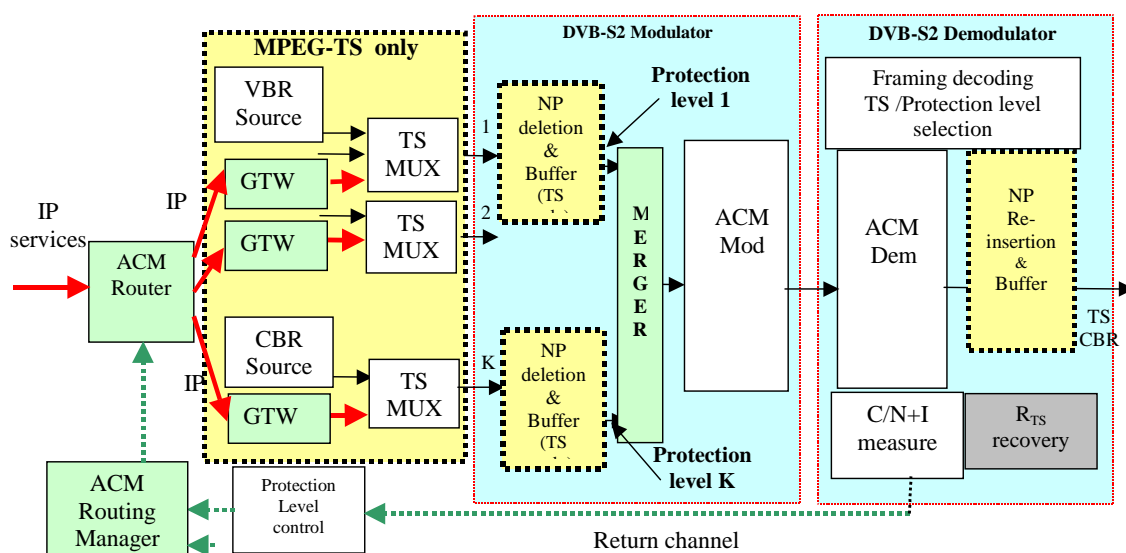 MPEG-TS only
DVB-S2 Modulator
DVB-S2 Demodulator
VBR
Source
TS
MUX
GTW
GTW
TS
MUX
CBR
Source
TS
MUX
GTW
IP
services
IP
IP
ACM
Router
ACM
Routing
Manager
Protection
Level
control
1
2
K
NP
deletion
&
Buffer
(TS
Protection
level 1
NP
deletion
&
Buffer
(TS
Protection
level K
M
E
R
G
E
R
ACM
Mod
Framing decoding
TS /Protection level
selection
ACM
Dem
NP
Re-
insertion
&
Buffer
TS
CBR
C/N+I
measure
RTS
recovery
Return channel